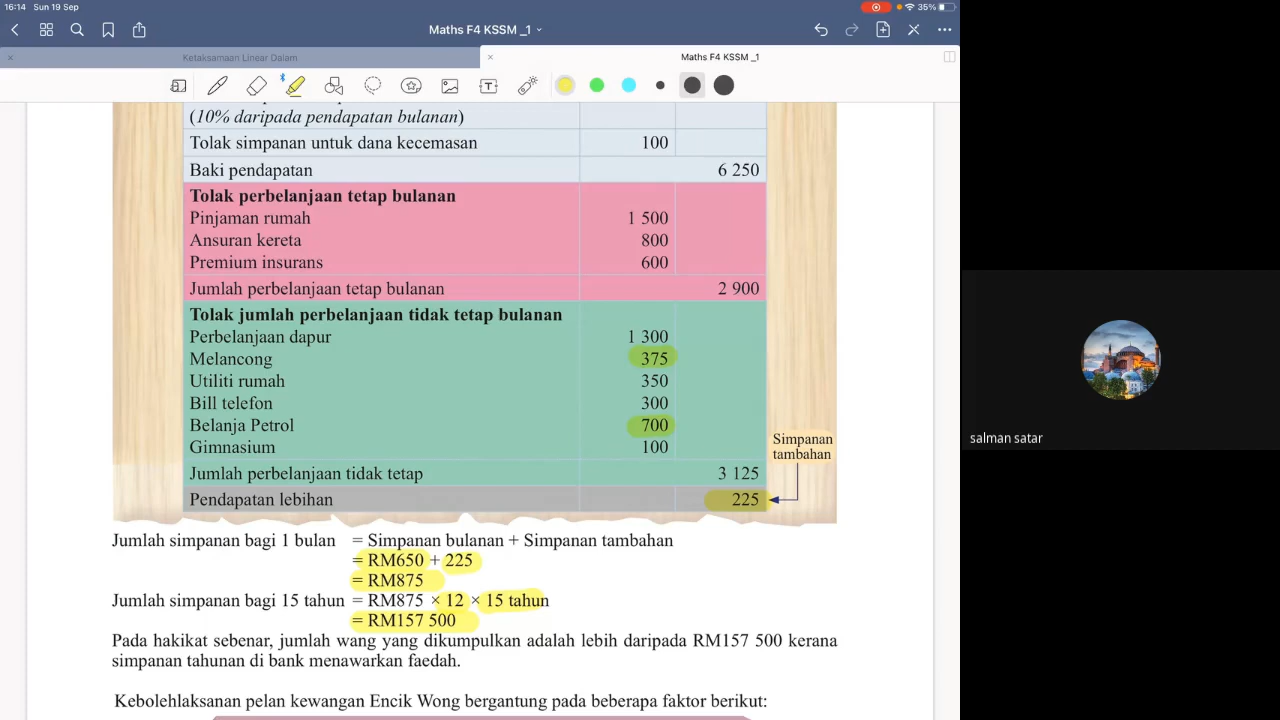 16:14 Sun 19 Sep
35%
Maths F4 KSSM _1
Ketaksamaan Linear Dalam
Maths F4 KSSM _1
(10% daripada pendapatan bulanan)
Tolak simpanan untuk dana kecemasan 100
Baki pendapatan 6 250
Tolak perbelanjaan tetap bulanan
Pinjaman rumah 1 500
Ansuran kereta 800
Premium insurans 600
Jumlah perbelanjaan tetap bulanan 2 900
Tolak jumlah perbelanjaan tidak tetap bulanan
Perbelanjaan dapur 1 300
Melancong 375
Utiliti rumah 350
Bill telefon 300
Belanja Petrol 700
Gimnasium 100
Simpanan
tambahan
Jumlah perbelanjaan tidak tetap 3 125
Pendapatan lebihan 225
Jumlah simpanan bagi 1 bulan = Simpanan bulanan + Simpanan tambahan
= RM650 + 225
= RM875
Jumlah simpanan bagi 15 tahun = RM875 × 12 × 15 tahun
= RM157 500
Pada hakikat sebenar, jumlah wang yang dikumpulkan adalah lebih daripada RM157 500 kerana
simpanan tahunan di bank menawarkan faedah.
Kebolehlaksanaan pelan kewangan Encik Wong bergantung pada beberapa faktor berikut:
salman satar